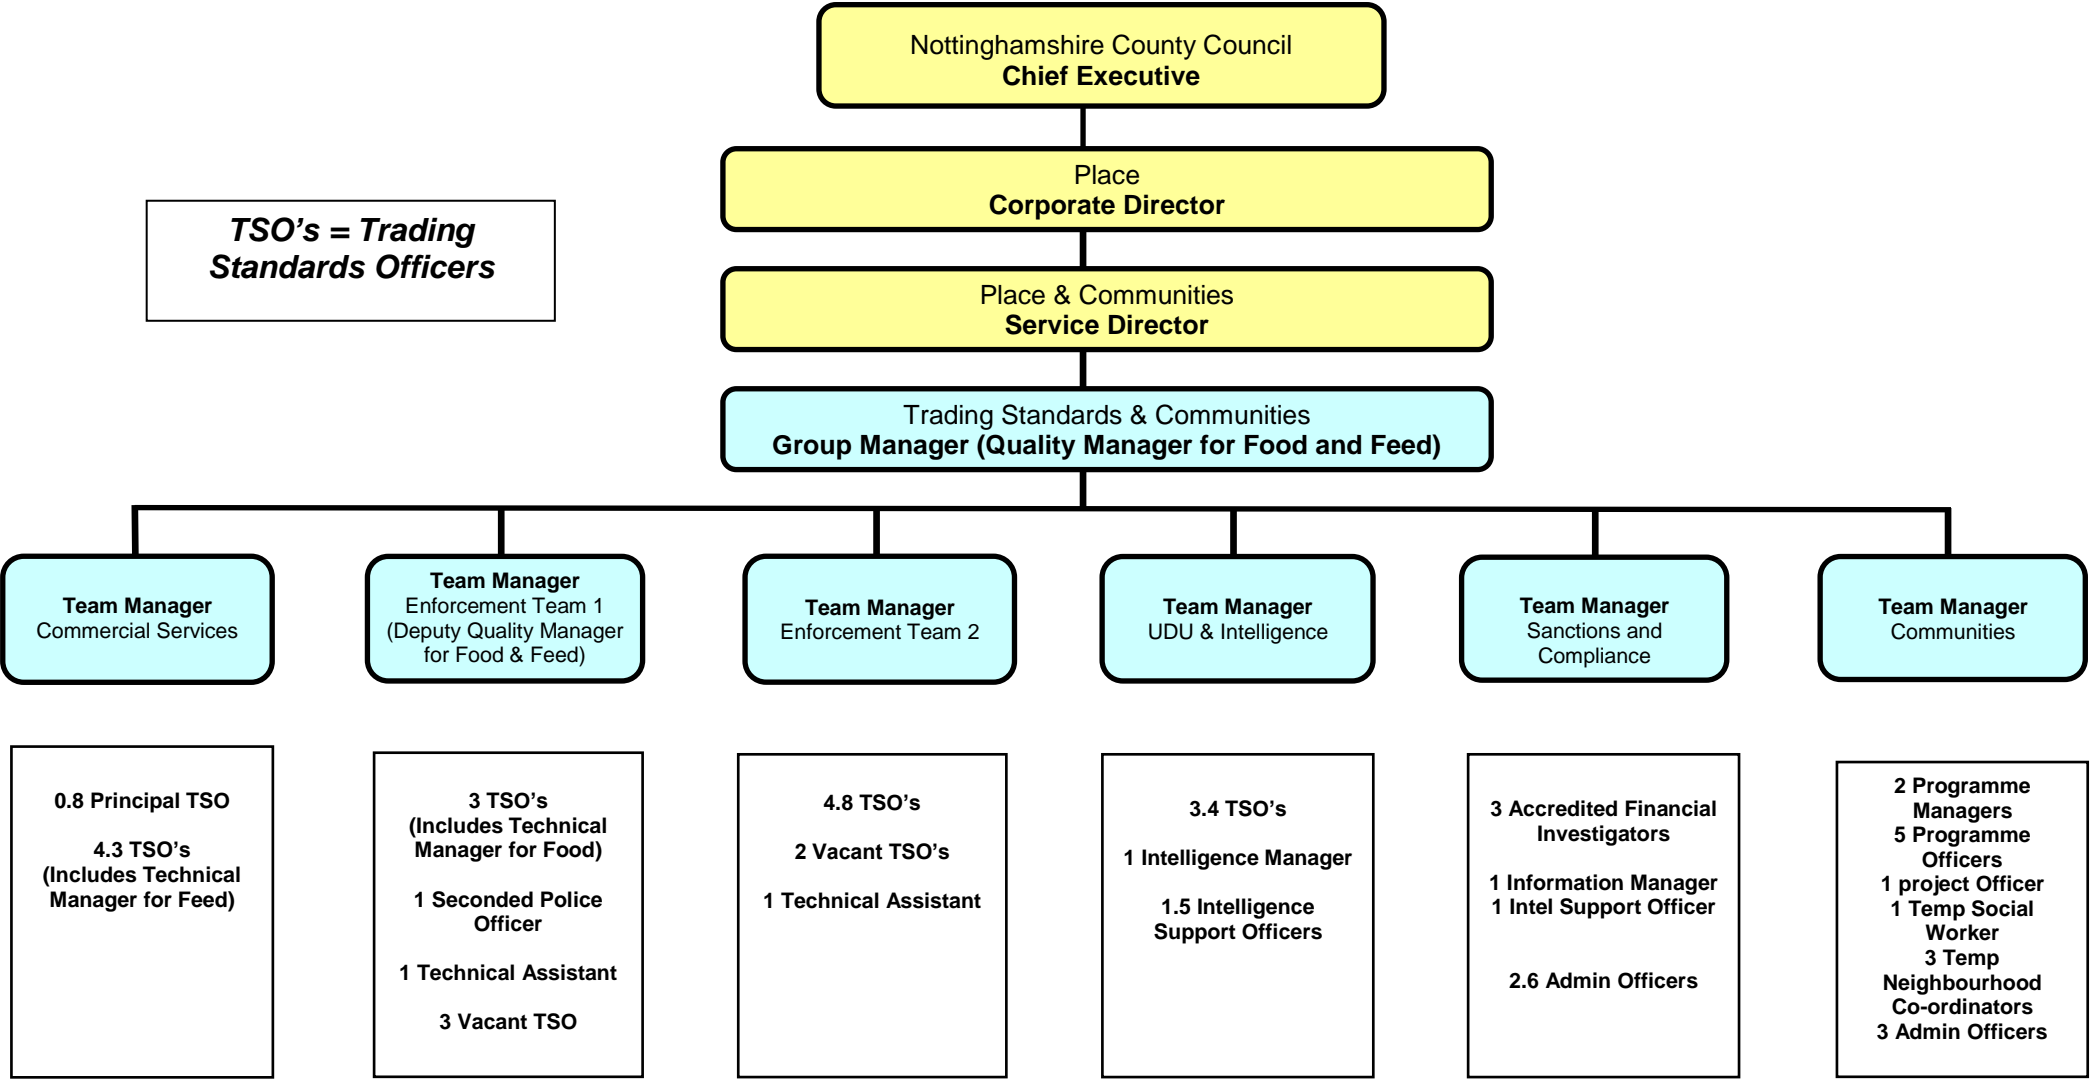 Nottinghamshire County Council
Chief Executive
Place
Corporate Director
TSO’s = Trading
Standards Officers
Place & Communities
Service Director
Trading Standards & Communities
Group Manager (Quality Manager for Food and Feed)
Team Manager
Commercial Services
Team Manager
Enforcement Team 1
(Deputy Quality Manager
for Food & Feed)
Team Manager
Enforcement Team 2
Team Manager
UDU & Intelligence
Team Manager
Sanctions and
Compliance
Team Manager
Communities
0.8 Principal TSO
4.3 TSO’s
(Includes Technical
Manager for Feed)
3 TSO’s
(Includes Technical
Manager for Food)
1 Seconded Police
Officer
1 Technical Assistant
3 Vacant TSO
4.8 TSO’s
2 Vacant TSO’s
1 Technical Assistant
3.4 TSO’s
1 Intelligence Manager
1.5 Intelligence
Support Officers
3 Accredited Financial
Investigators
1 Information Manager
1 Intel Support Officer
2.6 Admin Officers
2 Programme
Managers
5 Programme
Officers
1 project Officer
1 Temp Social
Worker
3 Temp
Neighbourhood
Co-ordinators
3 Admin Officers